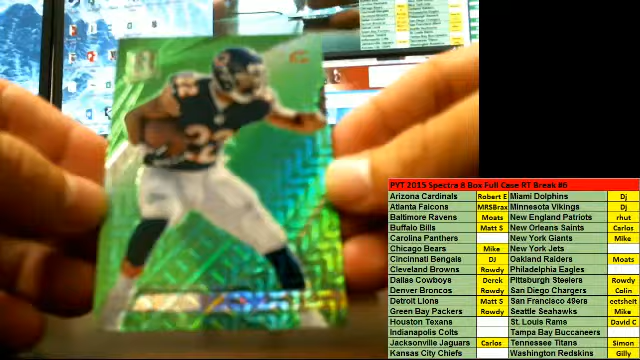 PYT 2015 Spectra 8 Box Full Case RT Break #6
Arizona Cardinals Robert E Miami Dolphins Dj
Atlanta Falcons MRSBrax Minnesota Vikings Dj
Baltimore Ravens Moats New England Patriots rhut
Buffalo Bills Matt S New Orleans Saints Carlos
Carolina Panthers New York Giants Mike
Chicago Bears Mike New York Jets
Cincinnati Bengals DJ Oakland Raiders Moats
Cleveland Browns Rowdy Philadelphia Eagles
Dallas Cowboys Derek Pittsburgh Steelers Rowdy
Denver Broncos Rowdy San Diego Chargers Colin
Detroit Lions Matt S San Francisco 49ers eetsheit
Green Bay Packers Rowdy Seattle Seahawks Mike
Houston Texans St. Louis Rams David C
Indianapolis Colts Tampa Bay Buccaneers
Jacksonville Jaguars Carlos Tennessee Titans Simon
Kansas City Chiefs Washington Redskins Gilly
22